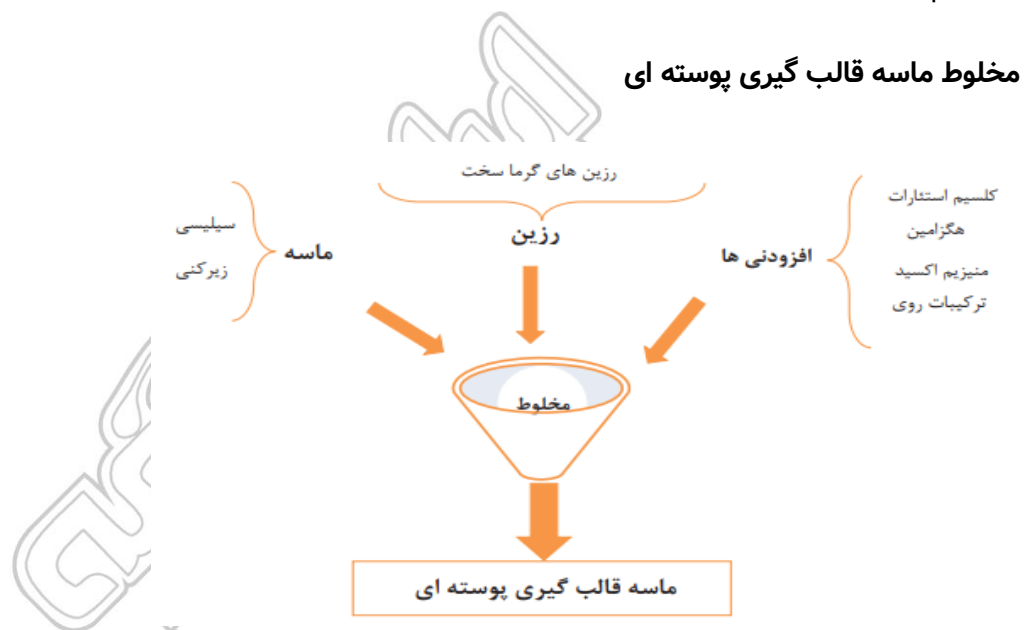 مخلوط ماسه قالب گیری پوسته ای
رزین های گرما سخت
کلسیم استئارات
هگزامین
منیزیم اکسید
ترکیبات روی
افزودنی ها
رزین
ماسه
سیلیسی
زیرکنی
مخلوط
ماسه قالب گیری پوسته ای